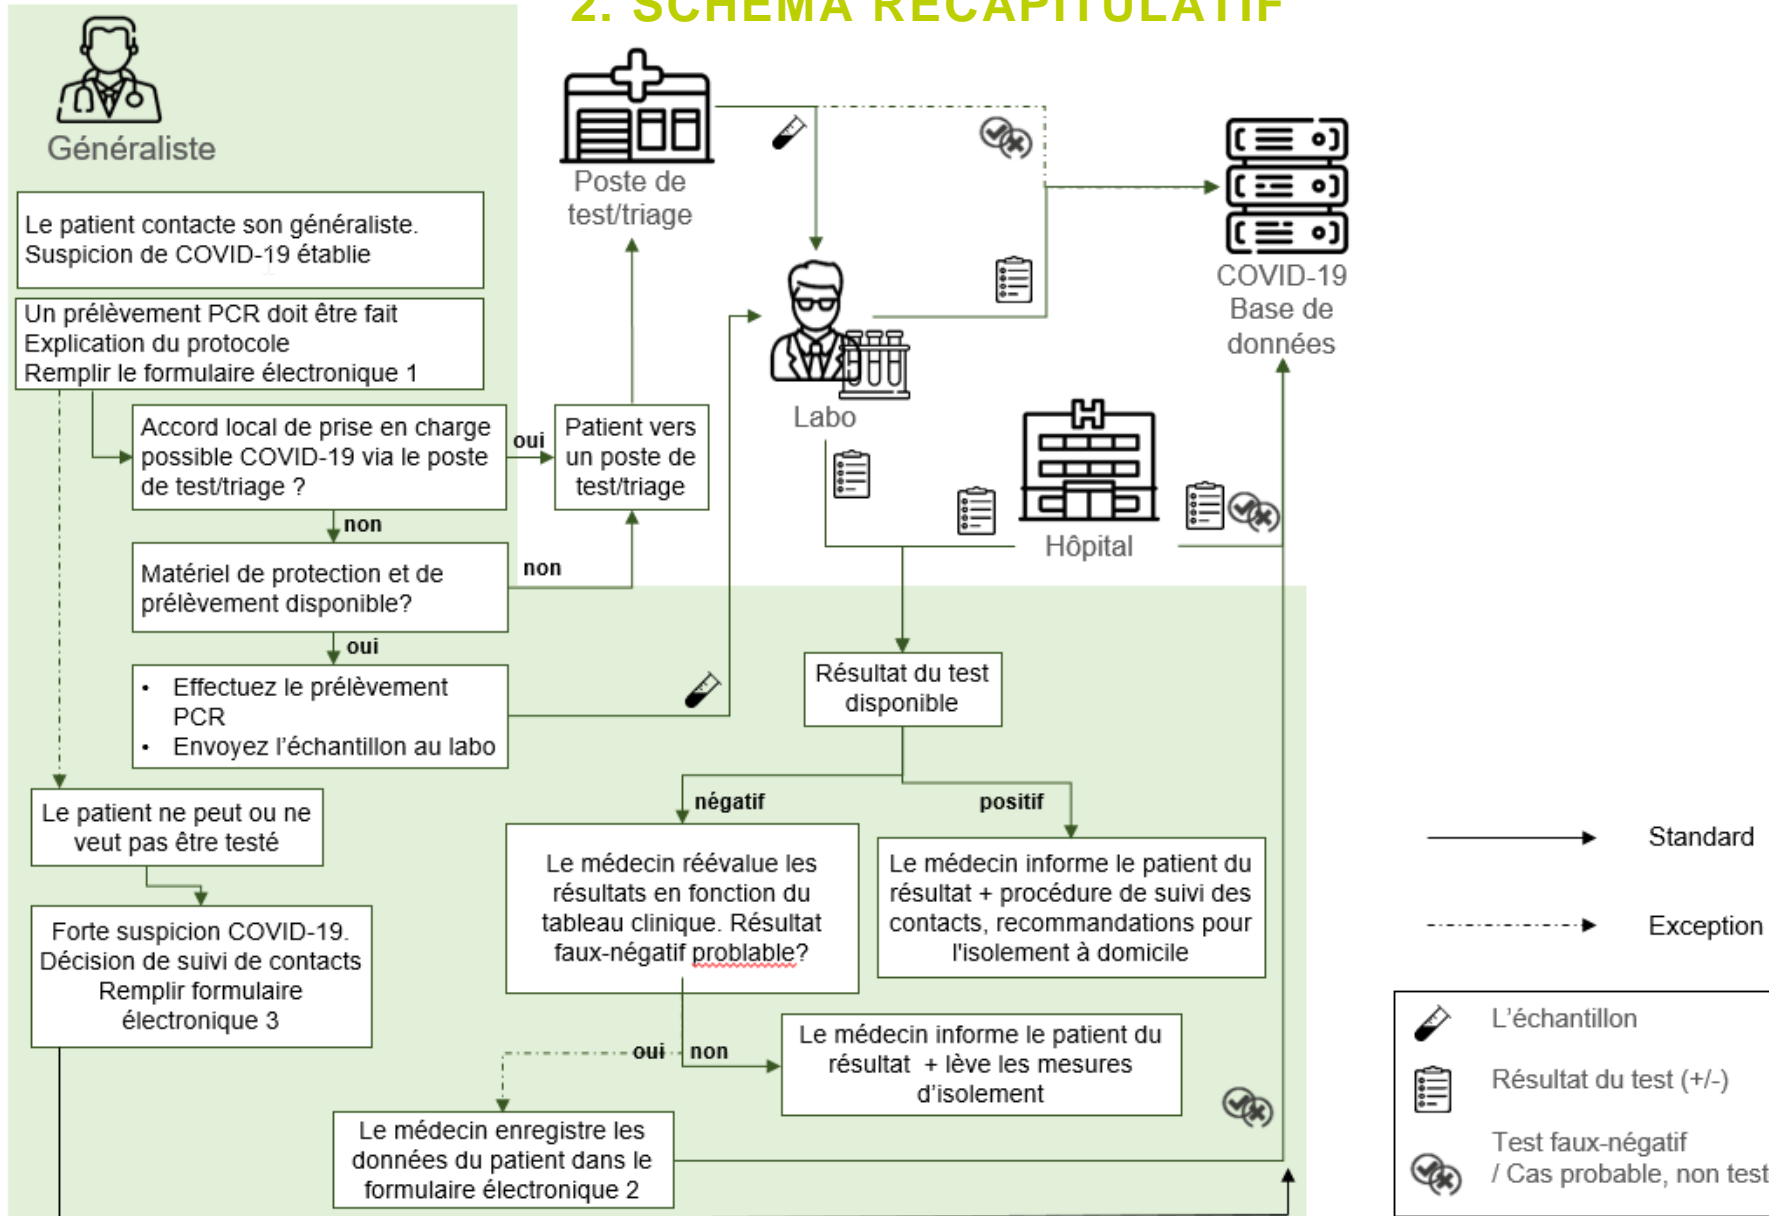 2. SCHEMA RECAPITULATIF
Généraliste
Le patient contacte son généraliste.
Suspicion de COVID-19 établie
Un prélèvement PCR doit être fait
Explication du protocole
Remplir le formulaire électronique 1
Accord local de prise en charge
possible COVID-19 via le poste
de test/triage ?
oui
Patient vers
un poste de
test/triage
non
Matériel de protection et de
prélèvement disponible?
non
oui
• Effectuez le prélèvement
PCR
• Envoyez l'échantillon au labo
Le patient ne peut ou ne
veut pas être testé
Forte suspicion COVID-19.
Décision de suivi de contacts
Remplir formulaire
électronique 3
Poste de
test/triage
Labo
COVID-19
Base de
données
Hôpital
Résultat du test
disponible
négatif
positif
Le médecin réévalue les
résultats en fonction du
tableau clinique. Résultat
faux-négatif problable?
Le médecin informe le patient du
résultat + procédure de suivi des
contacts, recommandations pour
l'isolement à domicile
oui
non
Le médecin informe le patient du
résultat + lève les mesures
d'isolement
Le médecin enregistre les
données du patient dans le
formulaire électronique 2
Standard
Exception
L'échantillon
Résultat du test (+/-)
Test faux-négatif
/ Cas probable, non test